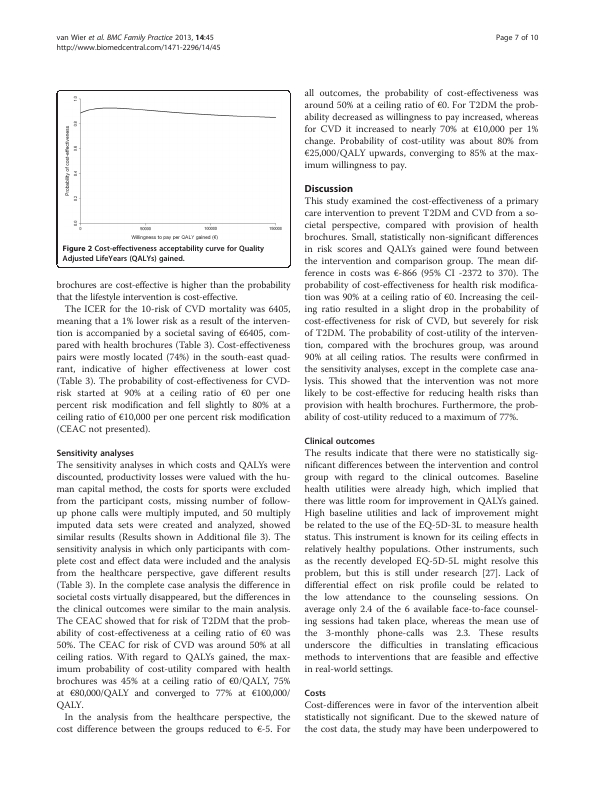 van Wier et al. BMC Family Practice 2013, 14:45
http://www.biomedcentral.com/1471-2296/14/45
Page 7 of 10
Probability of cost-effectiveness
0.0
0.2
0.4
0.6
0.8
1.0
0
50000
100000
150000
Willingness to pay per QALY gained (€)
Figure 2 Cost-effectiveness acceptability curve for Quality
Adjusted LifeYears (QALYs) gained.
brochures are cost-effective is higher than the probability
that the lifestyle intervention is cost-effective.
The ICER for the 10-risk of CVD mortality was 6405,
meaning that a 1% lower risk as a result of the interven-
tion is accompanied by a societal saving of €6405, com-
pared with health brochures (Table 3). Cost-effectiveness
pairs were mostly located (74%) in the south-east quad-
rant, indicative of higher effectiveness at lower cost
(Table 3). The probability of cost-effectiveness for CVD-
risk started at 90% at a ceiling ratio of €0 per one
percent risk modification and fell slightly to 80% at a
ceiling ratio of €10,000 per one percent risk modification
(CEAC not presented).
Sensitivity analyses
The sensitivity analyses in which costs and QALYs were
discounted, productivity losses were valued with the hu-
man capital method, the costs for sports were excluded
from the participant costs, missing number of follow-
up phone calls were multiply imputed, and 50 multiply
imputed data sets were created and analyzed, showed
similar results (Results shown in Additional file 3). The
sensitivity analysis in which only participants with com-
plete cost and effect data were included and the analysis
from the healthcare perspective, gave different results
(Table 3). In the complete case analysis the difference in
societal costs virtually disappeared, but the differences in
the clinical outcomes were similar to the main analysis.
The CEAC showed that for risk of T2DM that the prob-
ability of cost-effectiveness at a ceiling ratio of €0 was
50%. The CEAC for risk of CVD was around 50% at all
ceiling ratios. With regard to QALYs gained, the max-
imum probability of cost-utility compared with health
brochures was 45% at a ceiling ratio of €0/QALY, 75%
at €80,000/QALY and converged to 77% at €100,000/
QALY.
In the analysis from the healthcare perspective, the
cost difference between the groups reduced to €-5. For
all outcomes, the probability of cost-effectiveness was
around 50% at a ceiling ratio of €0. For T2DM the prob-
ability decreased as willingness to pay increased, whereas
for CVD it increased to nearly 70% at €10,000 per 1%
change. Probability of cost-utility was about 80% from
€25,000/QALY upwards, converging to 85% at the max-
imum willingness to pay.
Discussion
This study examined the cost-effectiveness of a primary
care intervention to prevent T2DM and CVD from a so-
cietal perspective, compared with provision of health
brochures. Small, statistically non-significant differences
in risk scores and QALYs gained were found between
the intervention and comparison group. The mean dif-
ference in costs was €-866 (95% CI -2372 to 370). The
probability of cost-effectiveness for health risk modifica-
tion was 90% at a ceiling ratio of €0. Increasing the ceil-
ing ratio resulted in a slight drop in the probability of
cost-effectiveness for risk of CVD, but severely for risk
of T2DM. The probability of cost-utility of the interven-
tion, compared with the brochures group, was around
90% at all ceiling ratios. The results were confirmed in
the sensitivity analyses, except in the complete case ana-
lysis. This showed that the intervention was not more
likely to be cost-effective for reducing health risks than
provision with health brochures. Furthermore, the prob-
ability of cost-utility reduced to a maximum of 77%.
Clinical outcomes
The results indicate that there were no statistically sig-
nificant differences between the intervention and control
group with regard to the clinical outcomes. Baseline
health utilities were already high, which implied that
there was little room for improvement in QALYs gained.
High baseline utilities and lack of improvement might
be related to the use of the EQ-5D-3L to measure health
status. This instrument is known for its ceiling effects in
relatively healthy populations. Other instruments, such
as the recently developed EQ-5D-5L might resolve this
problem, but this is still under research [27]. Lack of
differential effect on risk profile could be related to
the low attendance to the counseling sessions. On
average only 2.4 of the 6 available face-to-face counsel-
ing sessions had taken place, whereas the mean use of
the 3-monthly phone-calls was 2.3. These results
underscore the difficulties in translating efficacious
methods to interventions that are feasible and effective
in real-world settings.
Costs
Cost-differences were in favor of the intervention albeit
statistically not significant. Due to the skewed nature of
the cost data, the study may have been underpowered to